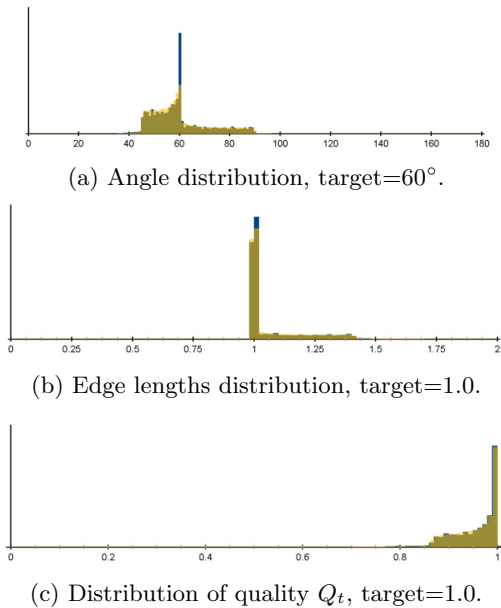 0 20 40 60 80 100 120 140 160 180
(a) Angle distribution, target=60°.
0 0.25 0.5 0.75 1 1.25 1.5 1.75 2
(b) Edge lengths distribution, target=1.0.
0 0.2 0.4 0.6 0.8 1
(c) Distribution of quality Qₜ, target=1.0.